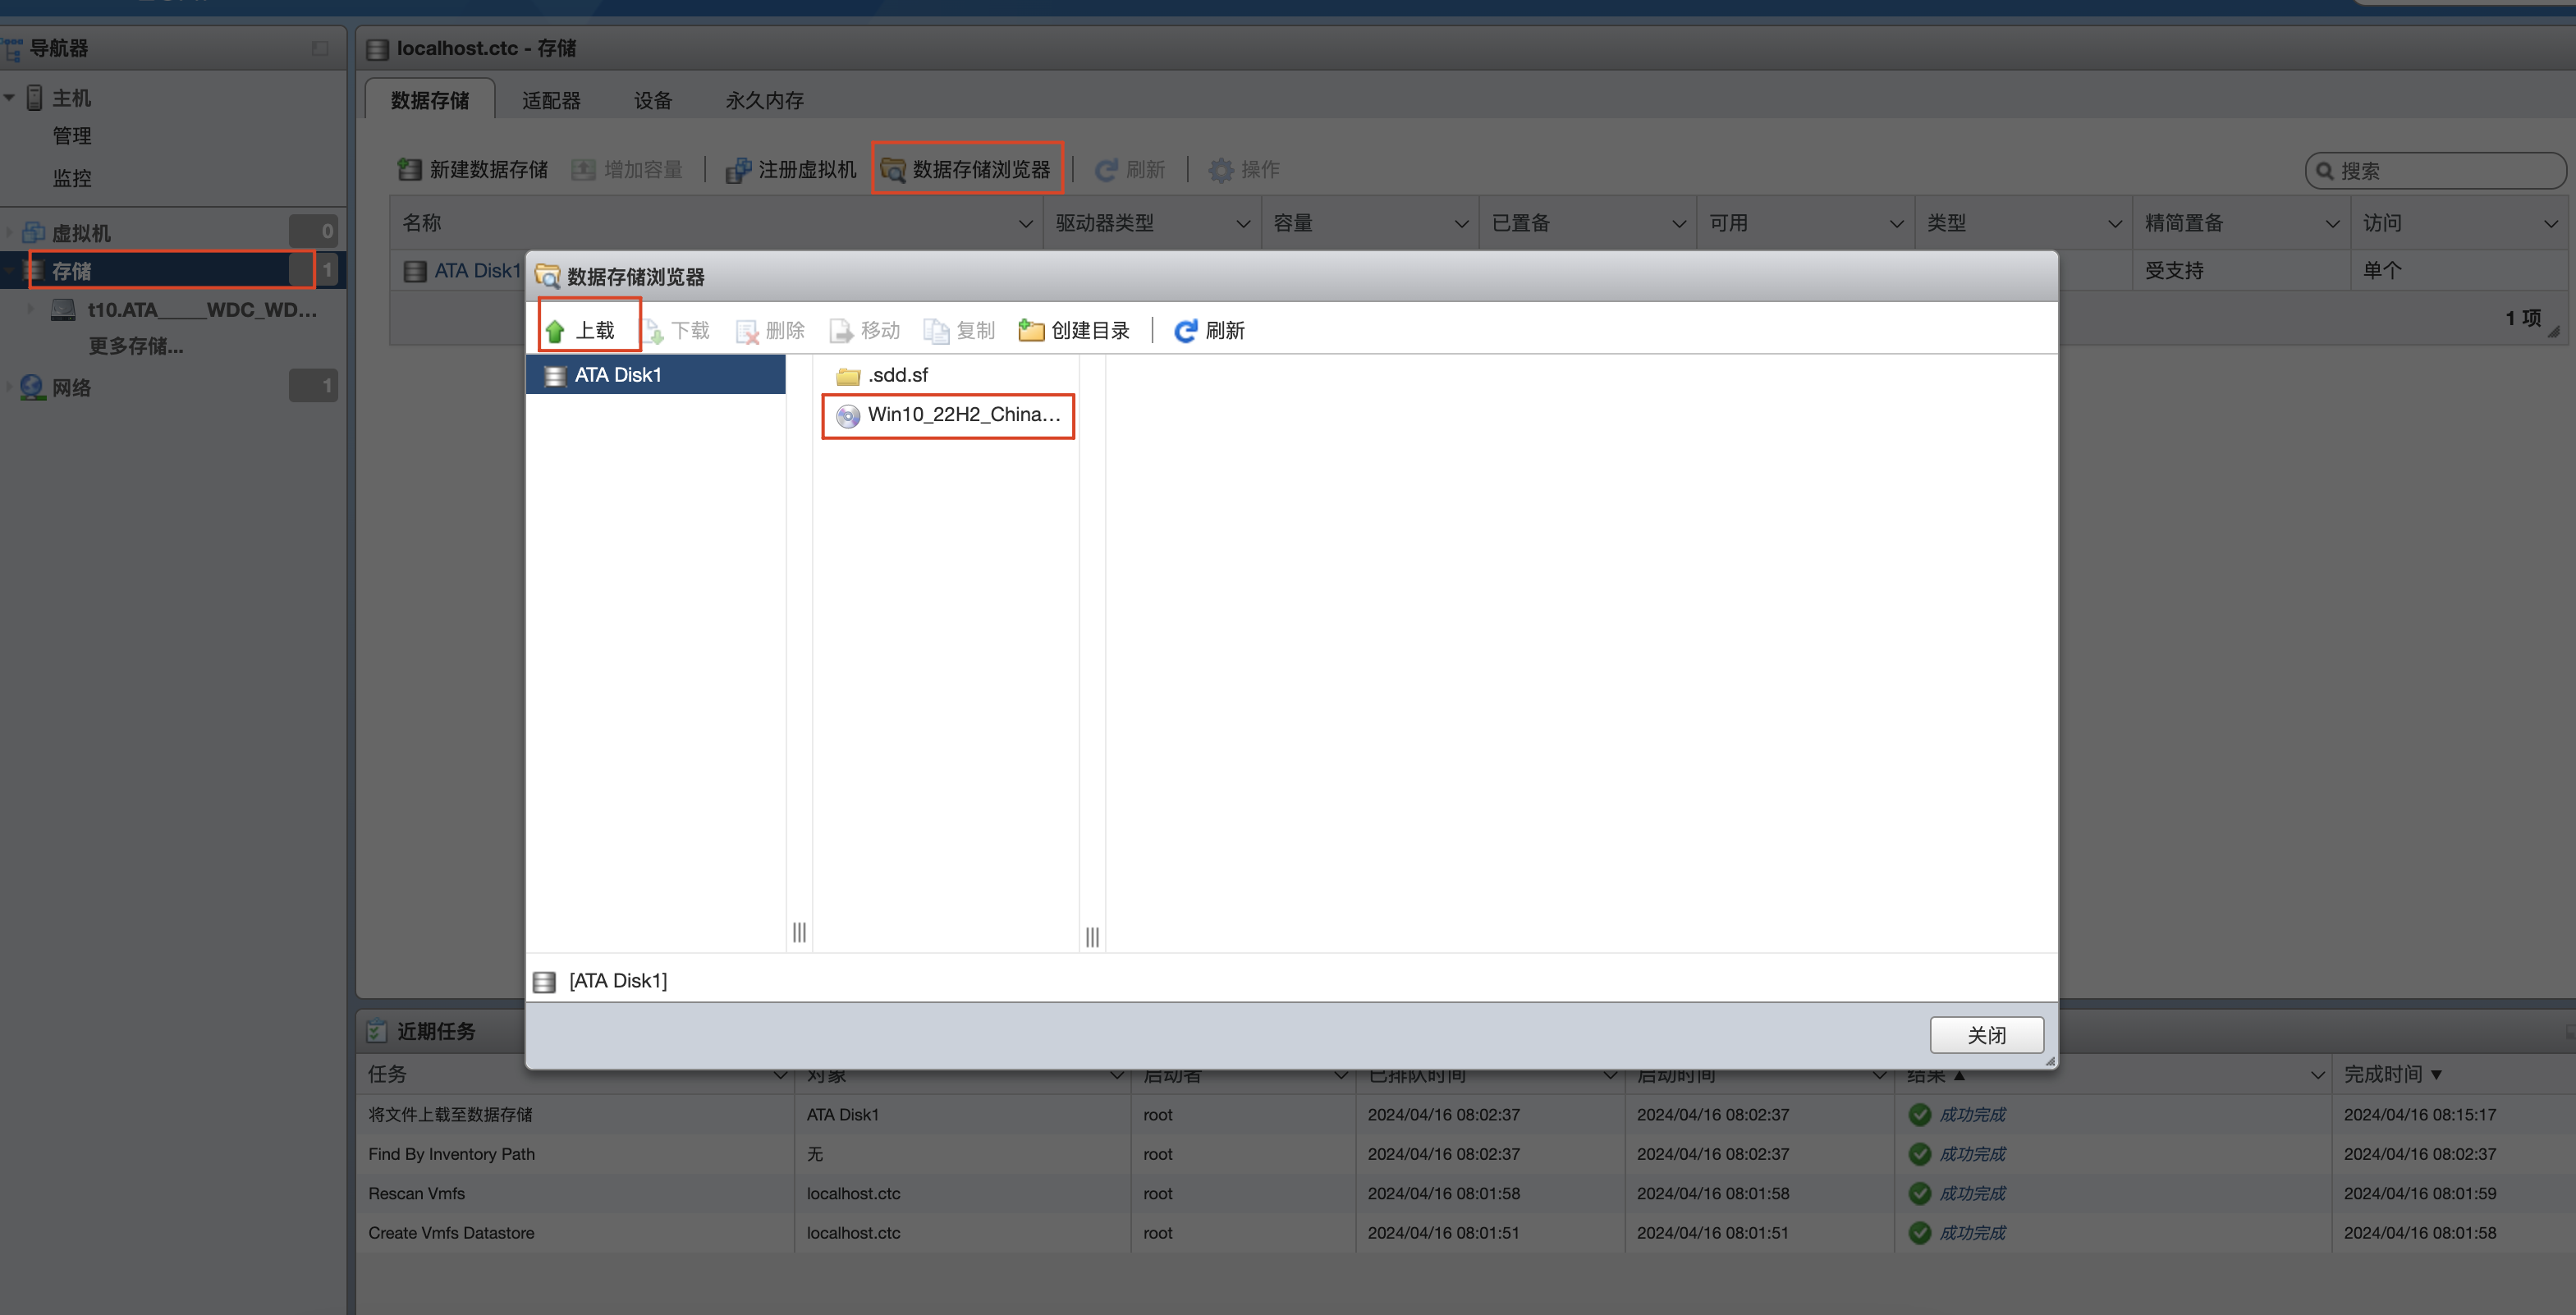 导航器
主机
管理
监控
虚拟机 0
存储 1
t10.ATA_____WDC_WD...
更多存储...
网络 1
localhost.ctc - 存储
数据存储 适配器 设备 永久内存
新建数据存储 增加容量 注册虚拟机 数据存储浏览器 刷新 操作 搜索
名称 驱动器类型 容量 已置备 可用 类型 精简置备 访问
ATA Disk1 受支持 单个
1 项
数据存储浏览器
上载 下载 删除 移动 复制 创建目录 刷新
ATA Disk1
.sdd.sf
Win10_22H2_China...
[ATA Disk1]
关闭
近期任务
任务 对象 启动者 已排队时间 启动时间 结果 ▲ 完成时间 ▼
将文件上载至数据存储 ATA Disk1 root 2024/04/16 08:02:37 2024/04/16 08:02:37 成功完成 2024/04/16 08:15:17
Find By Inventory Path 无 root 2024/04/16 08:02:37 2024/04/16 08:02:37 成功完成 2024/04/16 08:02:37
Rescan Vmfs localhost.ctc root 2024/04/16 08:01:58 2024/04/16 08:01:58 成功完成 2024/04/16 08:01:59
Create Vmfs Datastore localhost.ctc root 2024/04/16 08:01:51 2024/04/16 08:01:51 成功完成 2024/04/16 08:01:58